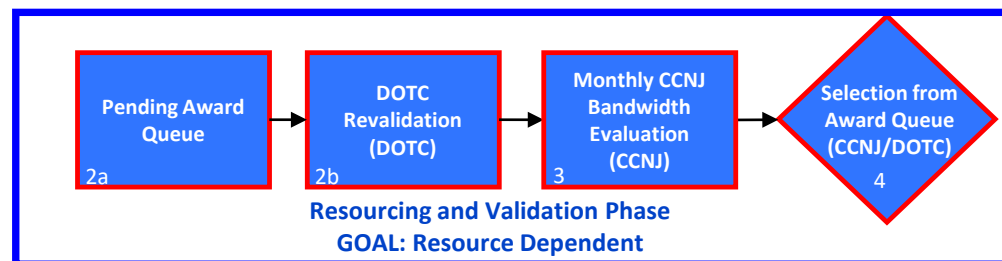 Pending Award
Queue
2a
DOTC
Revalidation
(DOTC)
2b
Monthly CCNJ
Bandwidth
Evaluation
(CCNJ)
3
Selection from
Award Queue
(CCNJ/DOTC)
4
Resourcing and Validation Phase
GOAL: Resource Dependent